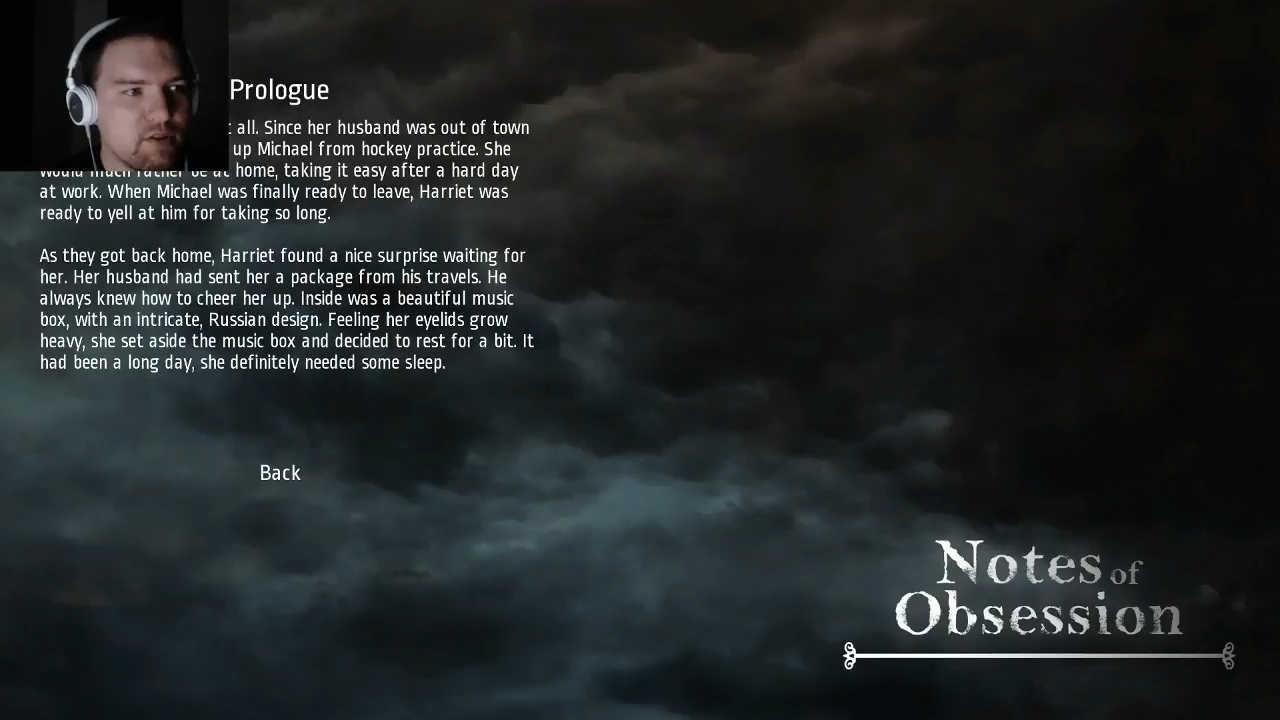 Prologue
all. Since her husband was out of town
up Michael from hockey practice. She
would much rather be at home, taking it easy after a hard day
at work. When Michael was finally ready to leave, Harriet was
ready to yell at him for taking so long.
As they got back home, Harriet found a nice surprise waiting for
her. Her husband had sent her a package from his travels. He
always knew how to cheer her up. Inside was a beautiful music
box, with an intricate, Russian design. Feeling her eyelids grow
heavy, she set aside the music box and decided to rest for a bit. It
had been a long day, she definitely needed some sleep.
Back
Notes of
Obsession